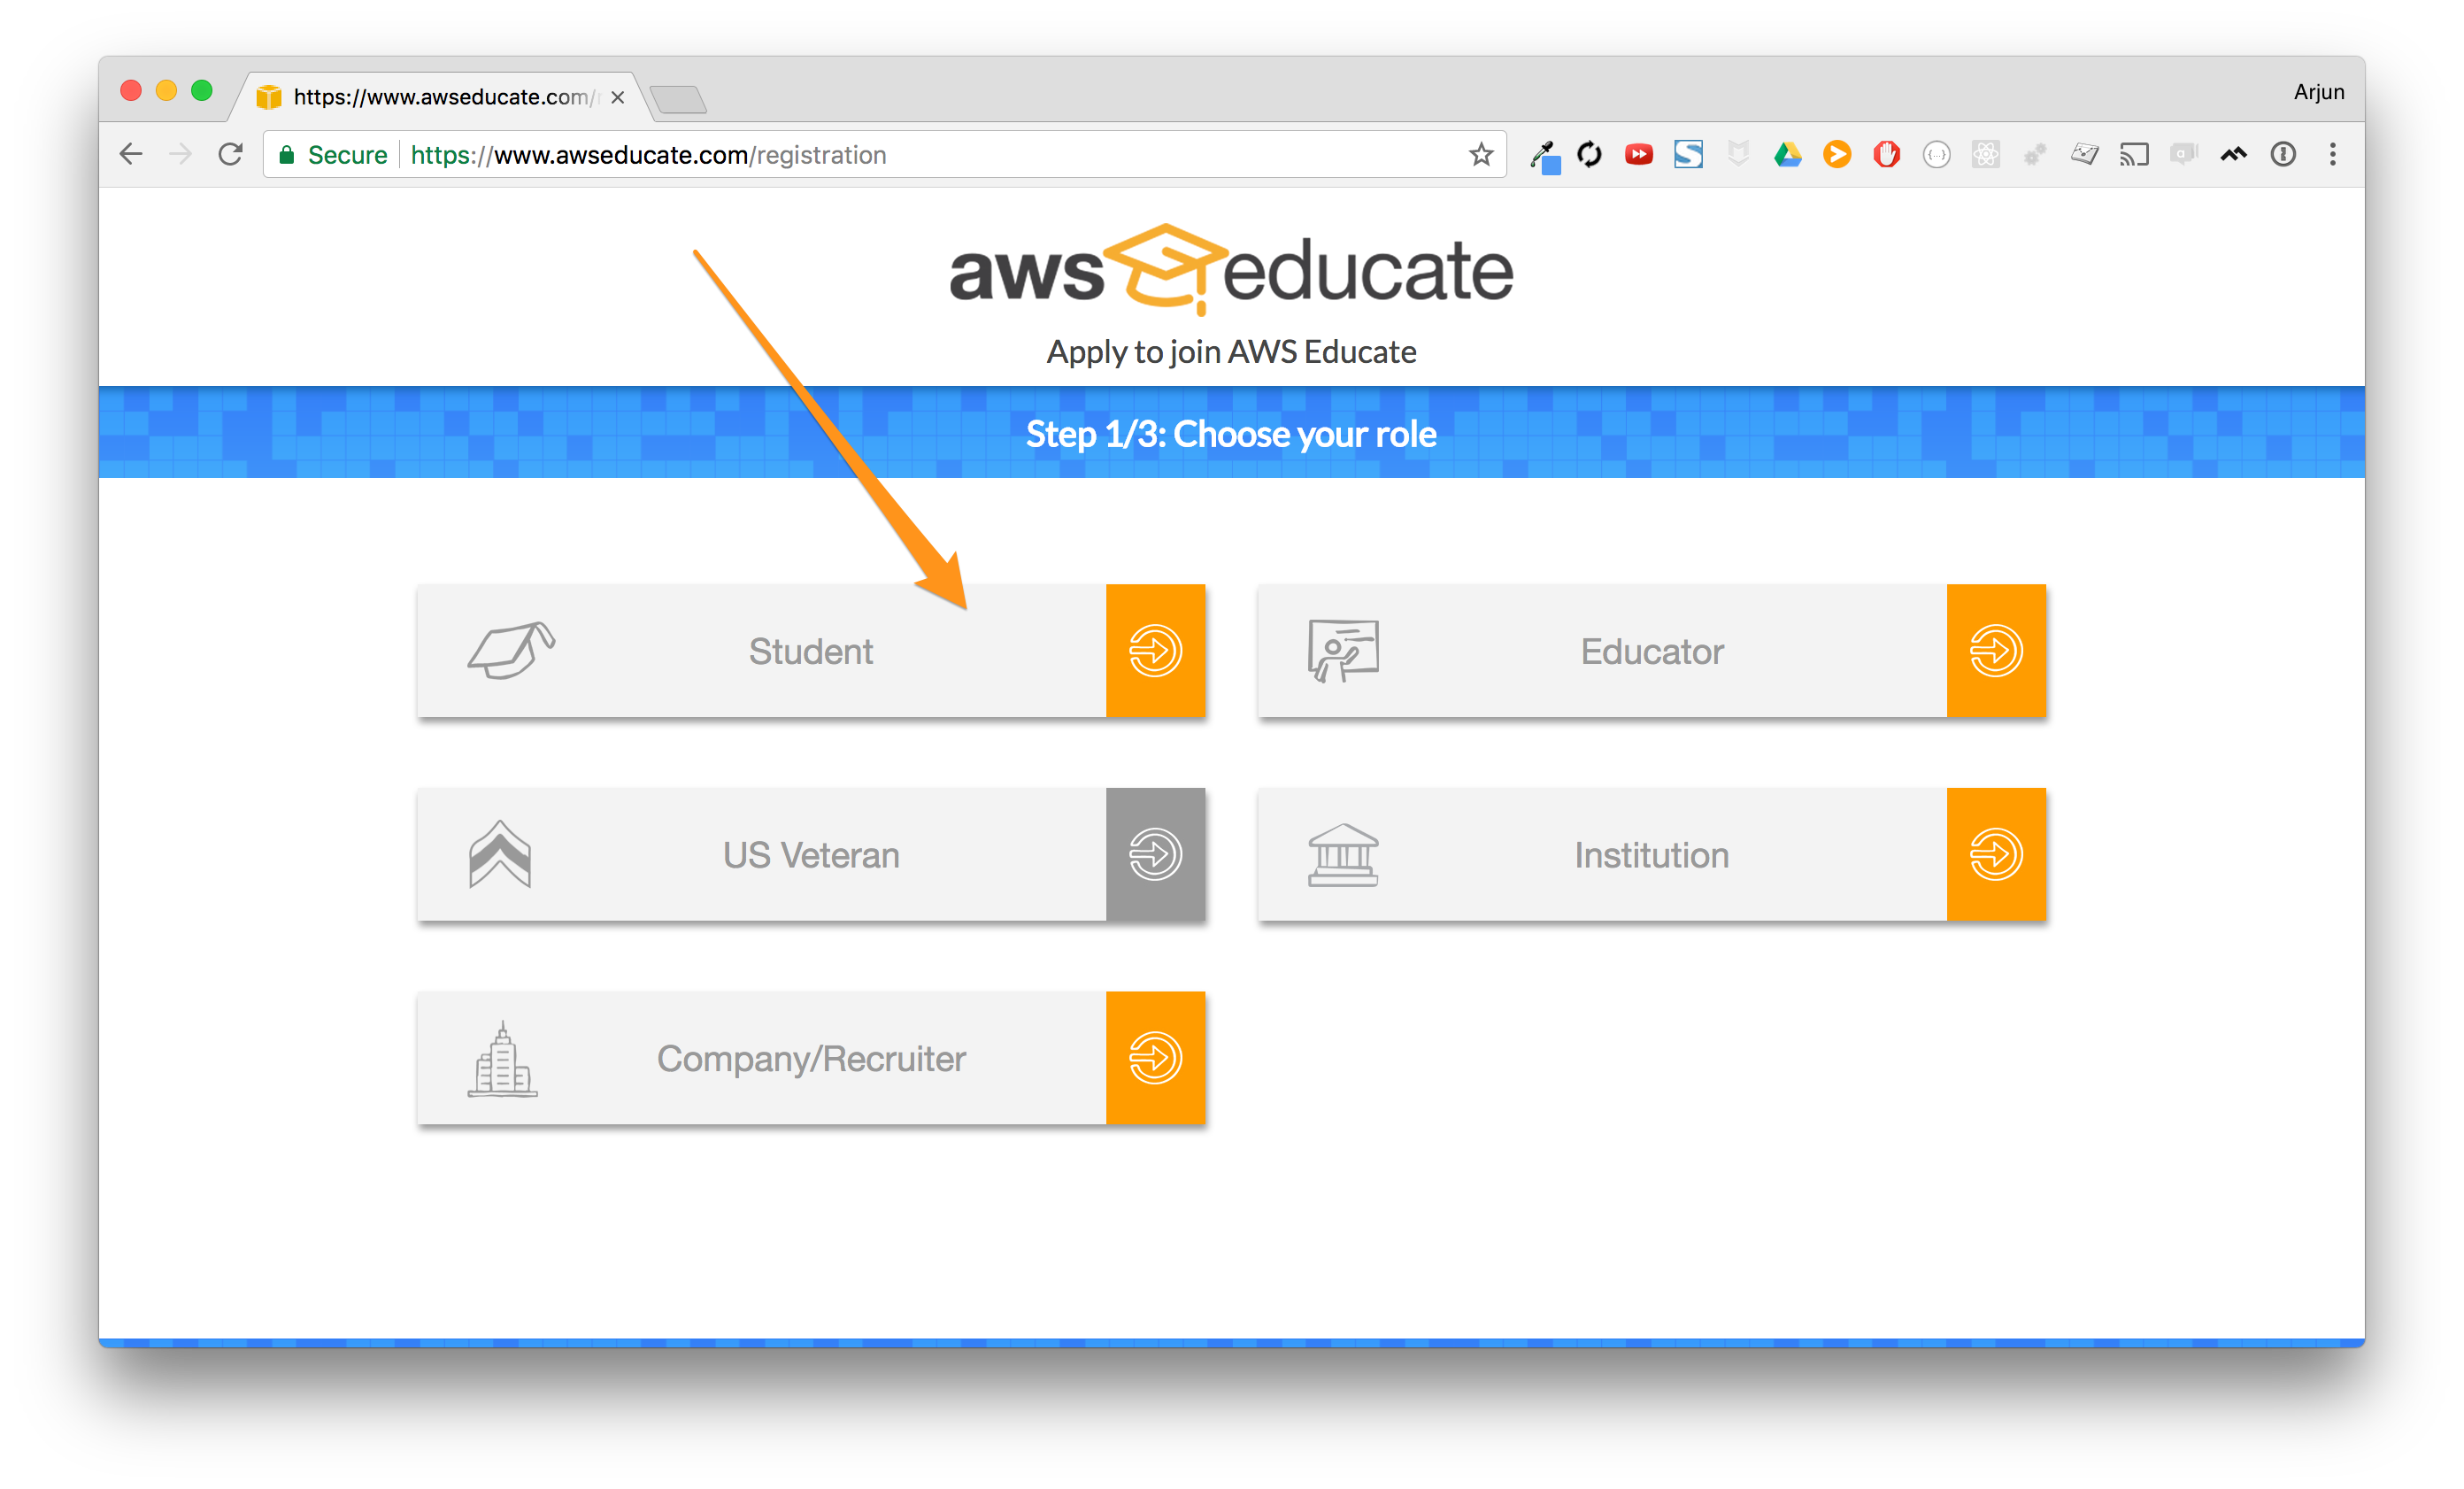 https://www.awseducate.com/r
Arjun
Secure https://www.awseducate.com/registration
aws educate
Apply to join AWS Educate
Step 1/3: Choose your role
Student
Educator
US Veteran
Institution
Company/Recruiter